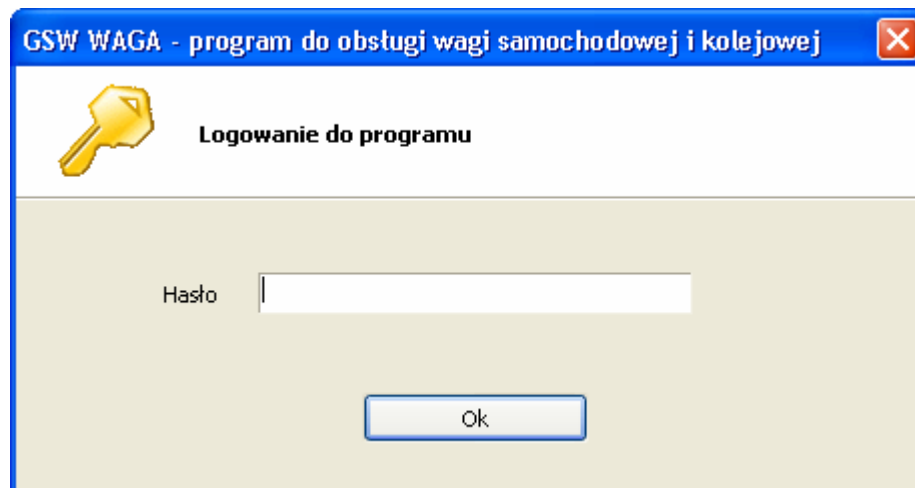 GSW WAGA - program do obsługi wagi samochodowej i kolejowej
Logowanie do programu
Hasło
Ok